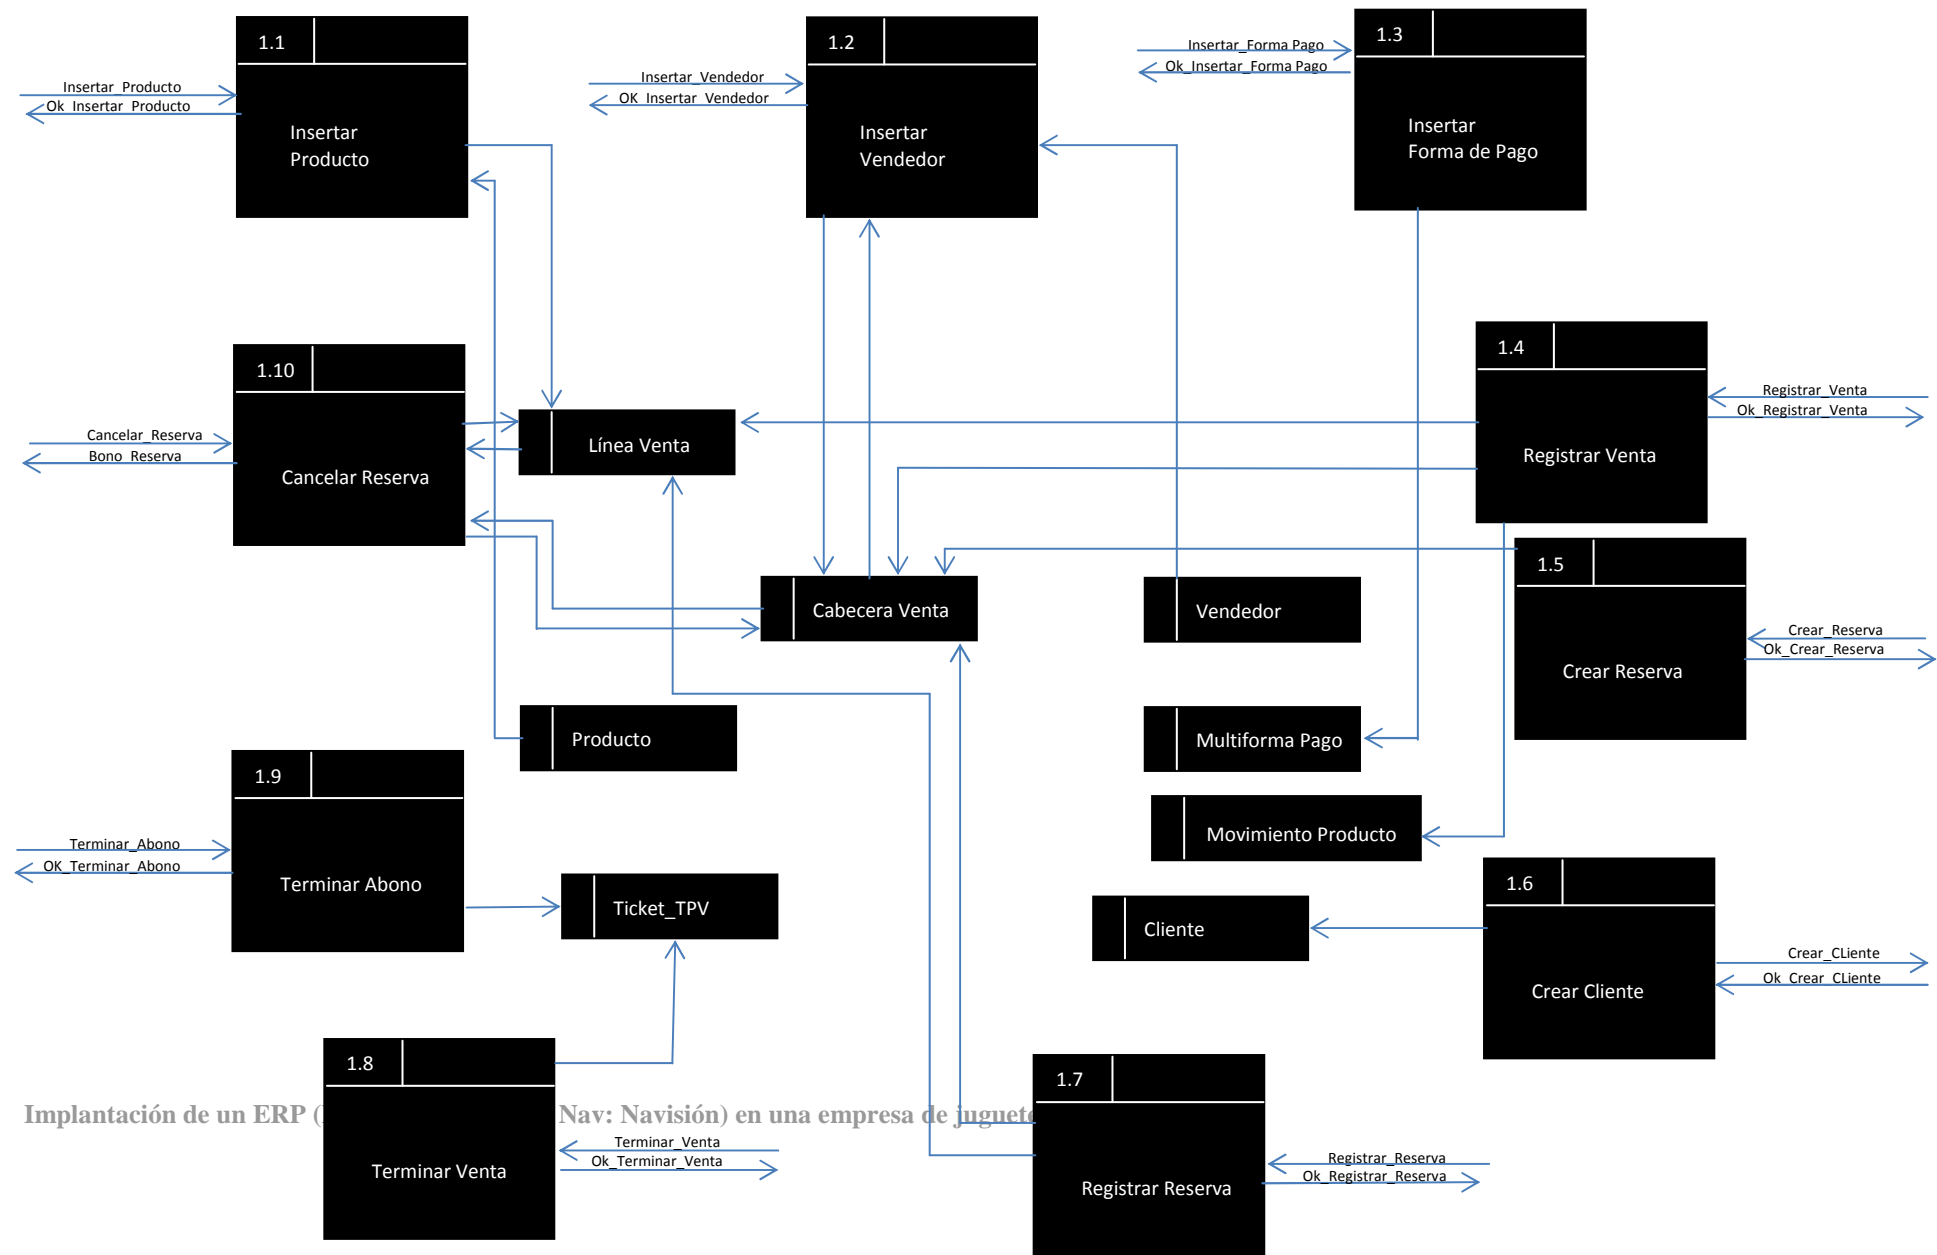 1.1
Insertar_Producto
Ok_Insertar_Producto
Insertar
Producto
1.2
Insertar_Vendedor
OK_Insertar_Vendedor
Insertar
Vendedor
1.3
Insertar_Forma Pago
Ok_Insertar_Forma Pago
Insertar
Forma de Pago
1.10
Cancelar_Reserva
Bono_Reserva
Cancelar Reserva
Línea Venta
1.4
Registrar_Venta
Ok_Registrar_Venta
Registrar Venta
Cabecera Venta
Vendedor
1.5
Crear_Reserva
Ok_Crear_Reserva
Crear Reserva
Producto
Multiforma Pago
1.9
Terminar_Abono
OK_Terminar_Abono
Terminar Abono
Movimiento Producto
Ticket_TPV
Cliente
1.6
Crear_CLiente
Ok_Crear_CLiente
Crear Cliente
1.8
Terminar_Venta
Ok_Terminar_Venta
Terminar Venta
1.7
Registrar_Reserva
Ok_Registrar_Reserva
Registrar Reserva
Implantación de un ERP ( Nav: Navisión) en una empresa de